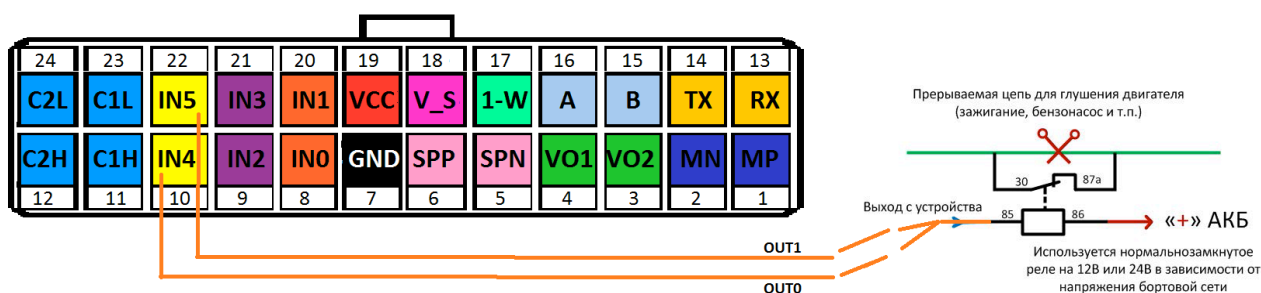 24 23 22 21 20 19 18 17 16 15 14 13
C2L C1L IN5 IN3 IN1 VCC V_S 1-W A B TX RX
C2H C1H IN4 IN2 IN0 GND SPP SPN VO1 VO2 MN MP
12 11 10 9 8 7 6 5 4 3 2 1
OUT1
OUT0
Прерываемая цепь для глушения двигателя
(зажигание, бензонасос и т.п.)
30 87a
Выход с устройства
85 86
«+» АКБ
Используется нормальнозамкнутое
реле на 12В или 24В в зависимости от
напряжения бортовой сети